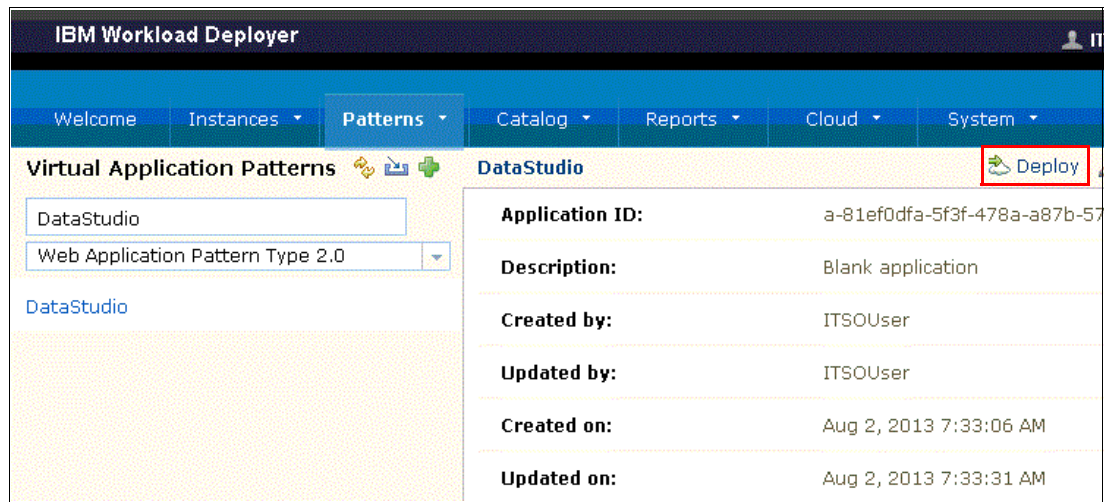 IBM Workload Deployer
Welcome Instances Patterns Catalog Reports Cloud System
Virtual Application Patterns
DataStudio Deploy
DataStudio
Web Application Pattern Type 2.0
DataStudio
Application ID: a-81ef0dfa-5f3f-478a-a87b-57
Description: Blank application
Created by: ITSOUser
Updated by: ITSOUser
Created on: Aug 2, 2013 7:33:06 AM
Updated on: Aug 2, 2013 7:33:31 AM